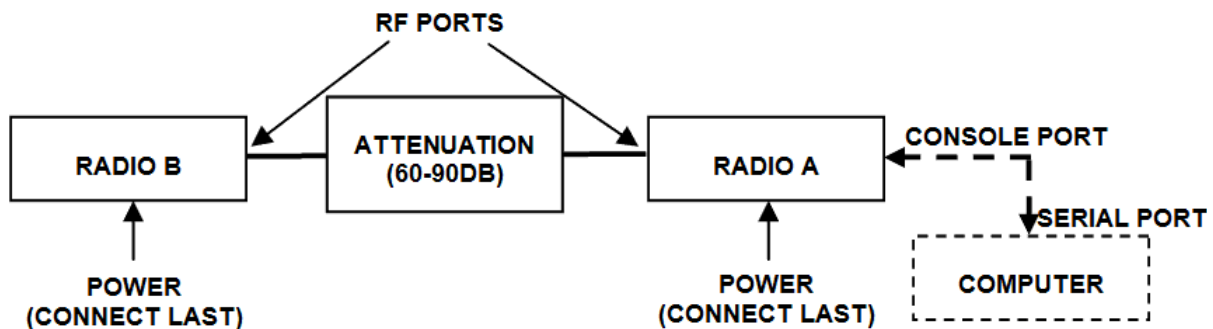 RF PORTS
RADIO B
ATTENUATION
(60-90DB)
RADIO A
CONSOLE PORT
SERIAL PORT
COMPUTER
POWER
(CONNECT LAST)
POWER
(CONNECT LAST)